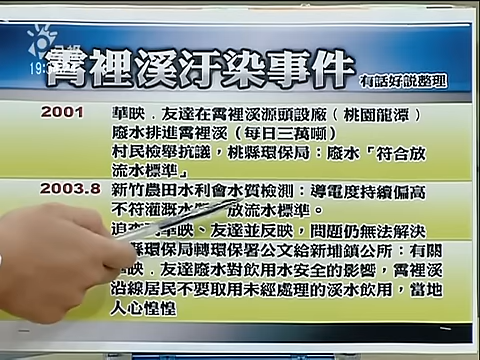 19:3
霄裡溪汙染事件
有話好說整理
2001
華映．友達在霄裡溪源頭設廠（桃園龍潭）
廢水排進霄裡溪（每日三萬噸）
村民檢舉抗議，桃縣環保局：廢水「符合放
流水標準」
2003.8
新竹農田水利會水質檢測：導電度持續偏高
不符灌溉水 放流水標準。
華映、友達並反映，問題仍無法解決
縣環保局轉環保署公文給新埔鎮公所：有關
華映．友達廢水對飲用水安全的影響，霄裡溪
沿線居民不要取用未經處理的溪水飲用，當地
人心惶惶